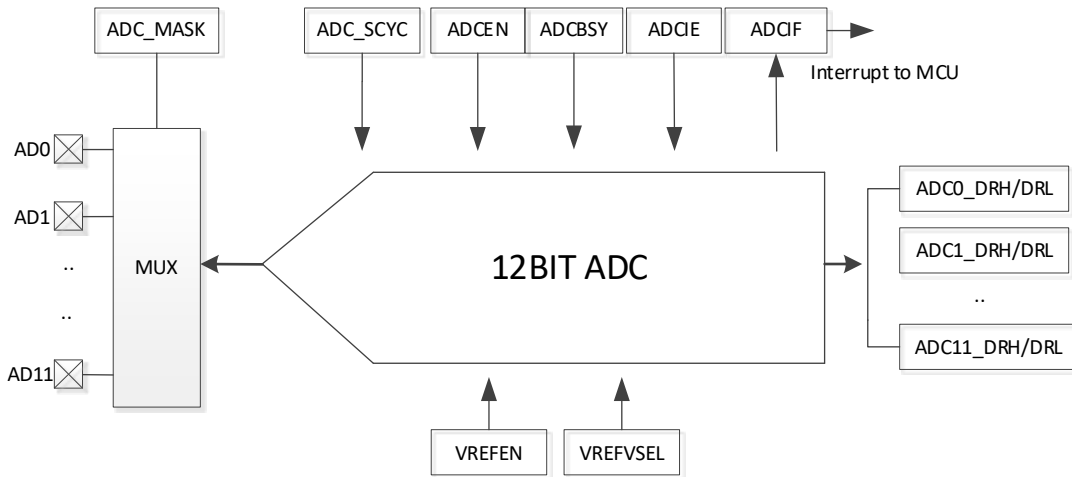 ADC_MASK
ADC_SCYC
ADCEN
ADCBSY
ADCIE
ADCIF
Interrupt to MCU
AD0
AD1
..
..
AD11
MUX
12BIT ADC
ADC0_DRH/DRL
ADC1_DRH/DRL
..
ADC11_DRH/DRL
VREFEN
VREFVSEL